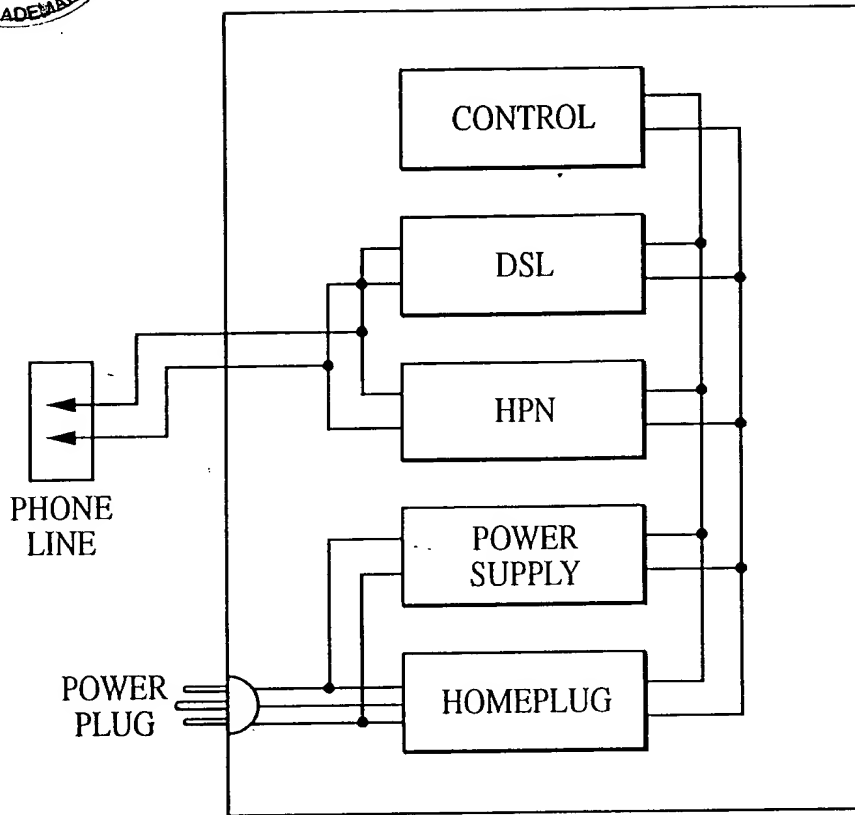 CONTROL
DSL
HPN
PHONE
LINE
POWER
SUPPLY
POWER
PLUG
HOMEPLUG